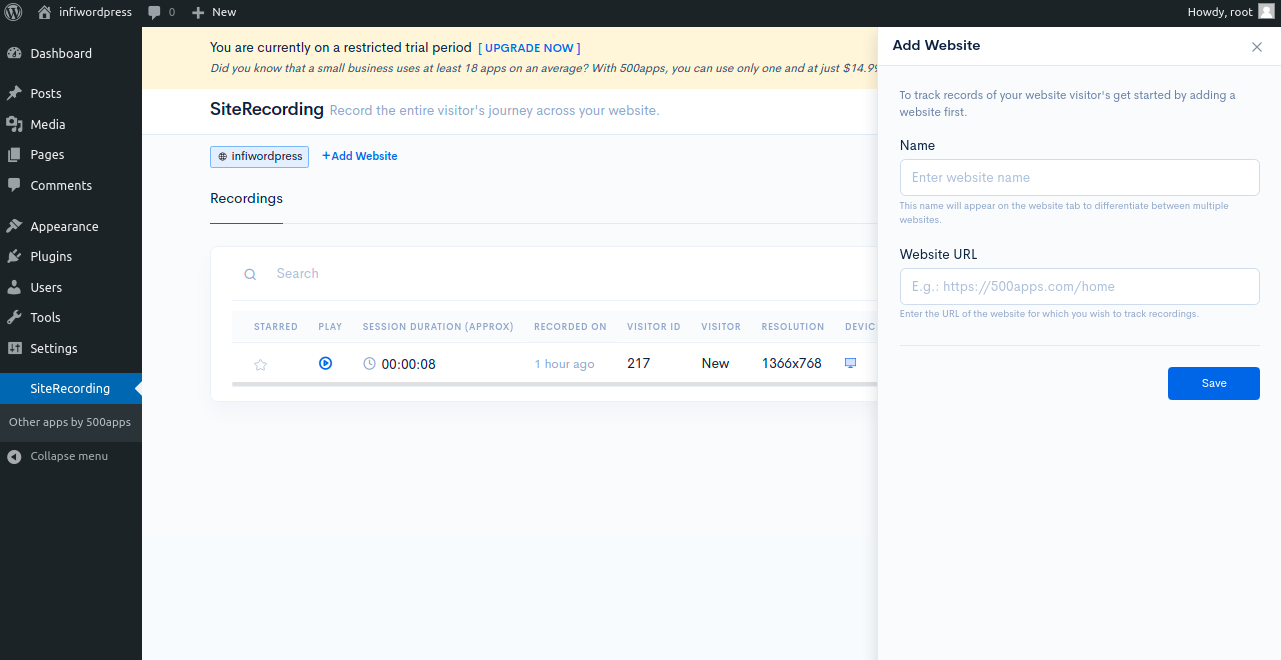 infiwordpress 0 New Howdy, root
Dashboard
Posts
Media
Pages
Comments
Appearance
Plugins
Users
Tools
Settings
SiteRecording
Other apps by 500apps
Collapse menu
You are currently on a restricted trial period [ UPGRADE NOW ]
Did you know that a small business uses at least 18 apps on an average? With 500apps, you can use only one and at just $14.99
SiteRecording Record the entire visitor's journey across your website.
infiwordpress +Add Website
Recordings
Search
STARRED PLAY SESSION DURATION (APPROX) RECORDED ON VISITOR ID VISITOR RESOLUTION DEVIC
00:00:08 1 hour ago 217 New 1366x768
Add Website
To track records of your website visitor's get started by adding a
website first.
Name
Enter website name
This name will appear on the website tab to differentiate between multiple
websites.
Website URL
E.g.: https://500apps.com/home
Enter the URL of the website for which you wish to track recordings.
Save